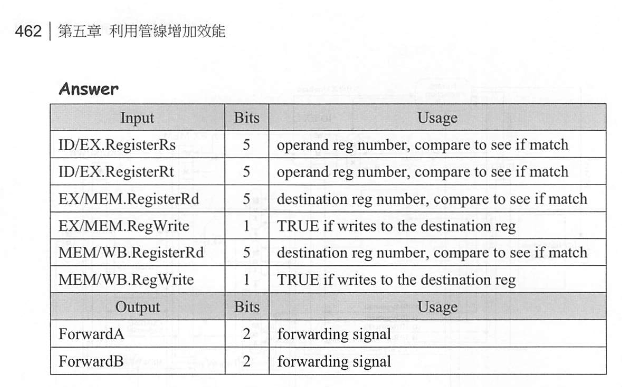 462 第五章 利用管線增加效能
Answer
Input Bits Usage
ID/EX.RegisterRs 5 operand reg number, compare to see if match
ID/EX.RegisterRt 5 operand reg number, compare to see if match
EX/MEM.RegisterRd 5 destination reg number, compare to see if match
EX/MEM.RegWrite 1 TRUE if writes to the destination reg
MEM/WB.RegisterRd 5 destination reg number, compare to see if match
MEM/WB.RegWrite 1 TRUE if writes to the destination reg
Output Bits Usage
ForwardA 2 forwarding signal
ForwardB 2 forwarding signal